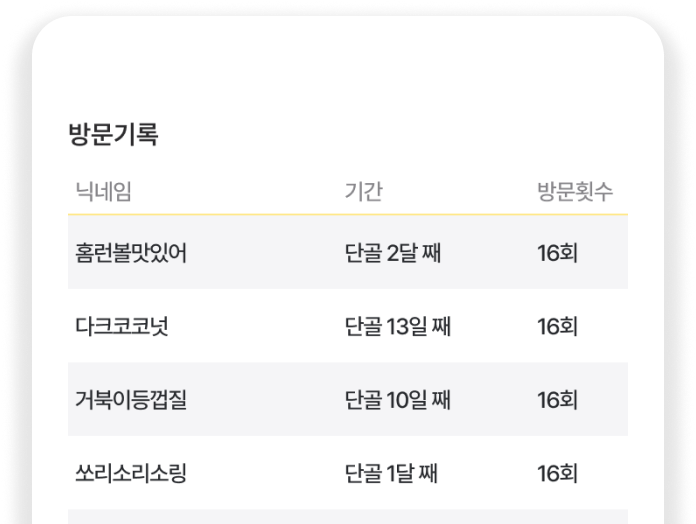 방문기록
닉네임 기간 방문횟수
홈런볼맛있어 단골 2달 째 16회
다크코코넛 단골 13일 째 16회
거북이등껍질 단골 10일 째 16회
쏘리소리소링 단골 1달 째 16회